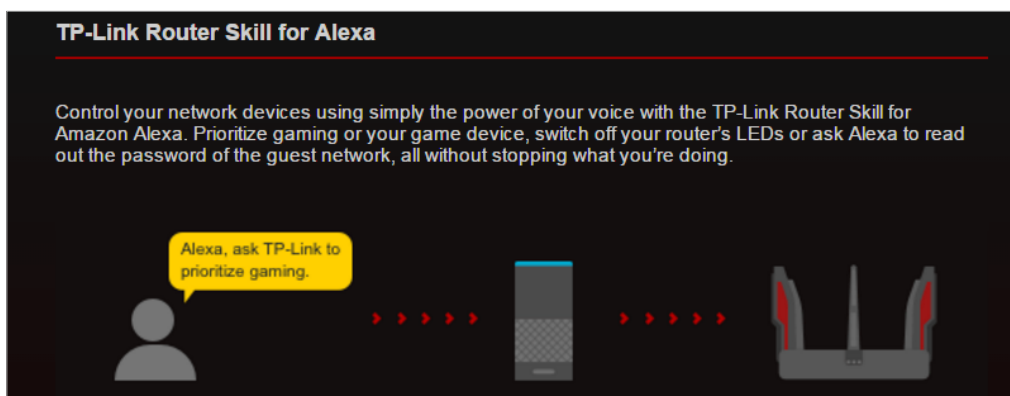 TP-Link Router Skill for Alexa
Control your network devices using simply the power of your voice with the TP-Link Router Skill for
Amazon Alexa. Prioritize gaming or your game device, switch off your router's LEDs or ask Alexa to read
out the password of the guest network, all without stopping what you're doing.
Alexa, ask TP-Link to
prioritize gaming.